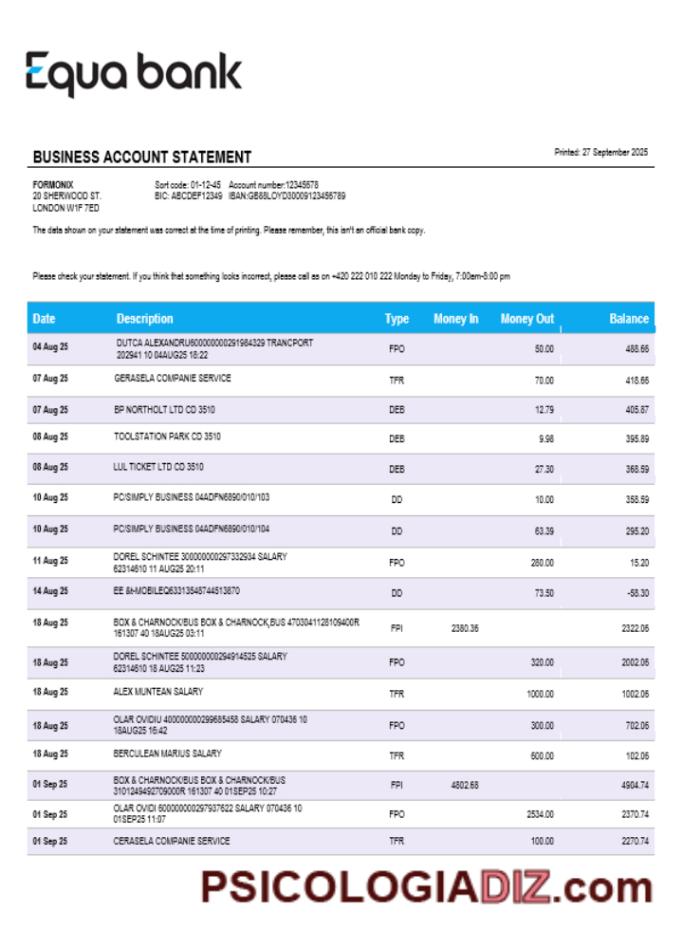 Equa bank
BUSINESS ACCOUNT STATEMENT Printed: 27 September 2025
FORMONIX Sort code: 01-12-45 Account number:12345678
20 SHERWOOD ST. BIC: ABCDEF12349 IBAN:GB88LOYD30009123456789
LONDON W1F 7ED
The data shown on your statement was correct at the time of printing. Please remember, this isn't an official bank copy.
Please check your statement. If you think that something looks incorrect, please call as on +420 222 010 222 Monday to Friday, 7:00am-8:00 pm
Date Description Type Money In Money Out Balance
04 Aug 25 DUTCA ALEXANDRU600000000291984329 TRANCPORT FPO 50.00 488.66
202941 10 04AUG25 18:22
07 Aug 25 GERASELA COMPANIE SERVICE TFR 70.00 418.66
07 Aug 25 BP NORTHOLT LTD CD 3510 DEB 12.79 405.87
08 Aug 25 TOOLSTATION PARK CD 3510 DEB 9.98 395.89
08 Aug 25 LUL TICKET LTD CD 3510 DEB 27.30 368.59
10 Aug 25 PC/SIMPLY BUSINESS 04ADFN6890/010/103 DD 10.00 358.59
10 Aug 25 PC/SIMPLY BUSINESS 04ADFN6890/010/104 DD 63.39 295.20
11 Aug 25 DOREL SCHINTEE 300000000297332934 SALARY FPO 280.00 15.20
62314610 11 AUG25 20:11
14 Aug 25 EE &t-MOBILEQ63313548744513870 DD 73.50 -58.30
18 Aug 25 BOX & CHARNOCK/BUS BOX & CHARNOCK,BUS 4703041128109400R FPI 2380.36 2322.06
161307 40 18AUG25 03:11
18 Aug 25 DOREL SCHINTEE 500000000294914525 SALARY FPO 320.00 2002.06
62314610 18 AUG25 11:23
18 Aug 25 ALEX MUNTEAN SALARY TFR 1000.00 1002.06
18 Aug 25 OLAR OVIDIU 400000000299685458 SALARY 070436 10 FPO 300.00 702.06
18AUG25 16:42
18 Aug 25 BERCULEAN MARIUS SALARY TFR 600.00 102.06
01 Sep 25 BOX & CHARNOCK/BUS BOX & CHARNOCK/BUS FPI 4802.68 4904.74
3101249492709000R 161307 40 01SEP25 10:27
01 Sep 25 OLAR OVIDI 600000000297937622 SALARY 070436 10 FPO 2534.00 2370.74
01SEP25 11:07
01 Sep 25 CERASELA COMPANIE SERVICE TFR 100.00 2270.74
PSICOLOGIADIZ.com